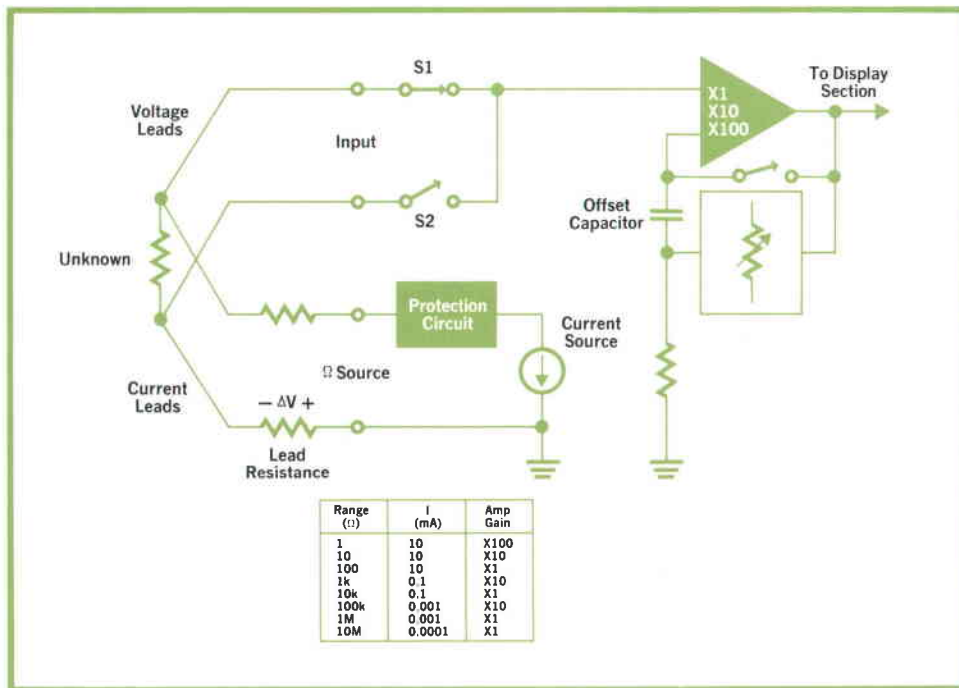 S1
Voltage
Leads
Input
X1
X10
X100
To Display
Section
S2
Offset
Capacitor
Unknown
Protection
Circuit
Current
Source
Ω Source
Current
Leads
− ΔV +
Lead
Resistance
Range (Ω) I (mA) Amp Gain
1 10 X100
10 10 X10
100 10 X1
1k 0.1 X10
10k 0.1 X1
100k 0.001 X10
1M 0.001 X1
10M 0.0001 X1